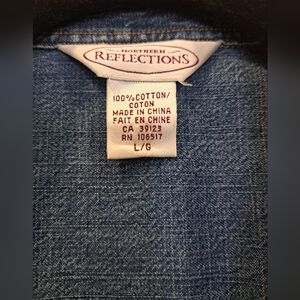 NORTHERN
REFLECTIONS
100% COTTON/
COTON
MADE IN CHINA
FAIT EN CHINE
CA 39123
RN 106517
L/G